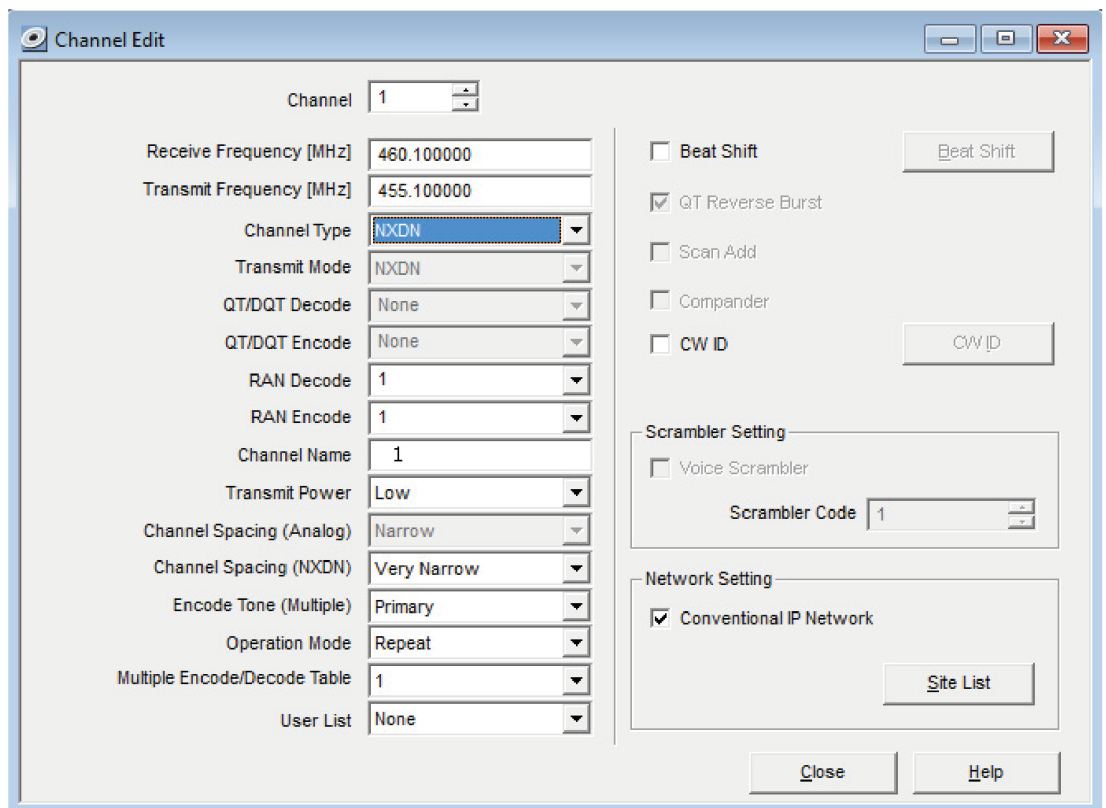 Channel Edit
Channel 1
Receive Frequency [MHz] 460.100000
Transmit Frequency [MHz] 455.100000
Channel Type NXDN
Transmit Mode NXDN
QT/DQT Decode None
QT/DQT Encode None
RAN Decode 1
RAN Encode 1
Channel Name 1
Transmit Power Low
Channel Spacing (Analog) Narrow
Channel Spacing (NXDN) Very Narrow
Encode Tone (Multiple) Primary
Operation Mode Repeat
Multiple Encode/Decode Table 1
User List None
Beat Shift Beat Shift
QT Reverse Burst
Scan Add
Compander
CW ID CW ID
Scrambler Setting
Voice Scrambler
Scrambler Code 1
Network Setting
Conventional IP Network
Site List
Close Help